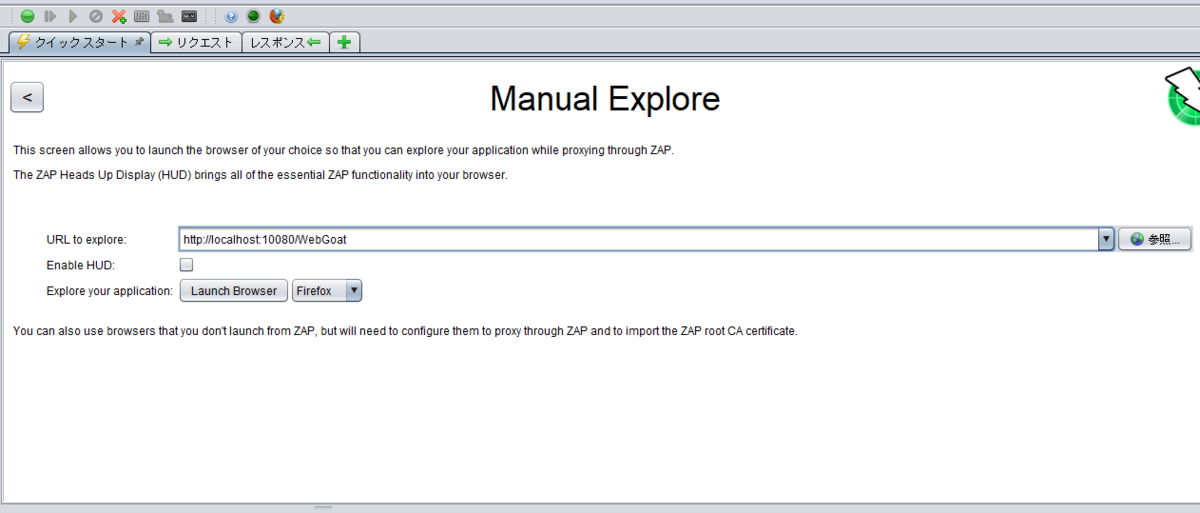 クイックスタート リクエスト レスポンス
<
Manual Explore
This screen allows you to launch the browser of your choice so that you can explore your application while proxying through ZAP.
The ZAP Heads Up Display (HUD) brings all of the essential ZAP functionality into your browser.
URL to explore: http://localhost:10080/WebGoat 参照...
Enable HUD:
Explore your application: Launch Browser Firefox
You can also use browsers that you don't launch from ZAP, but will need to configure them to proxy through ZAP and to import the ZAP root CA certificate.